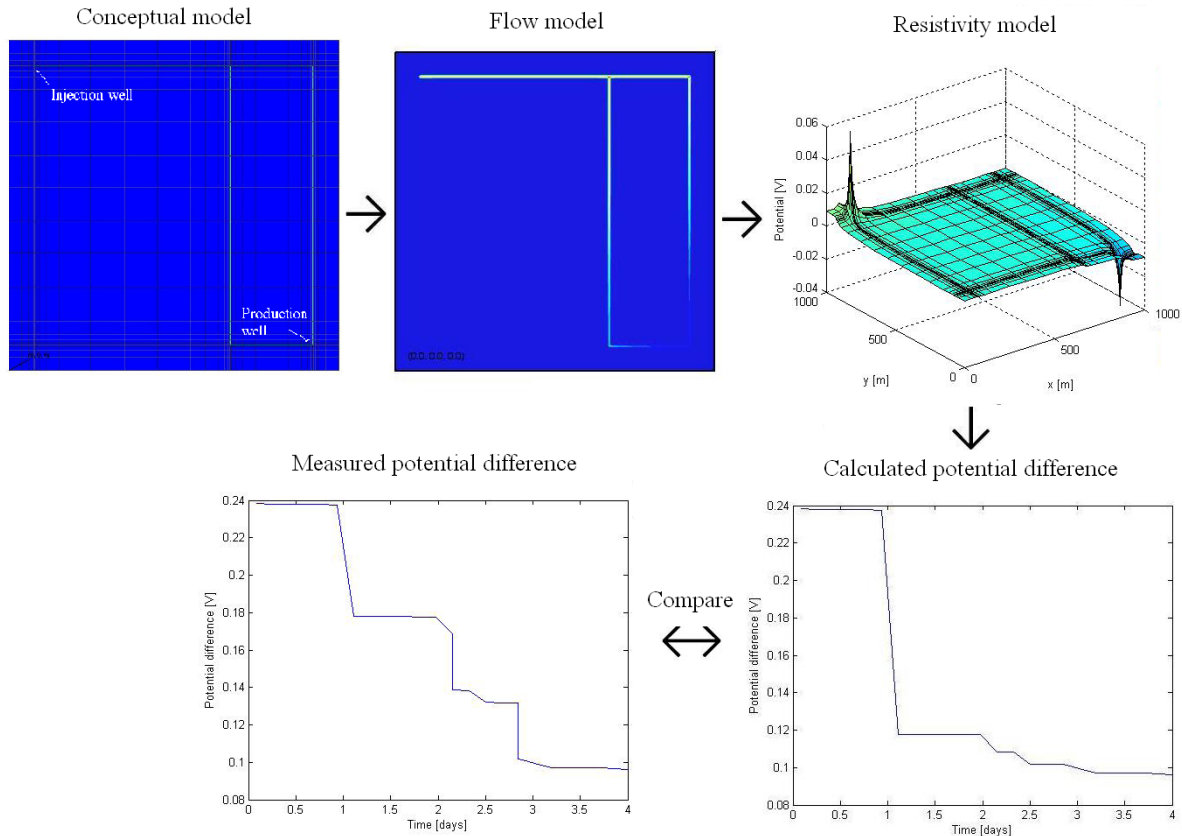 Conceptual model
Flow model
Resistivity model
Injection well
Production
well
(0.0, 0.0, 0.0)
Potential [V]
0.06
0.04
0.02
0
-0.02
-0.04
1000
500
0
y [m]
0
500
1000
x [m]
Measured potential difference
Potential difference [V]
0.24
0.22
0.2
0.18
0.16
0.14
0.12
0.1
0.08
0 0.5 1 1.5 2 2.5 3 3.5 4
Time [days]
Compare
Calculated potential difference
Potential difference [V]
0.24
0.22
0.2
0.18
0.16
0.14
0.12
0.1
0.08
0 0.5 1 1.5 2 2.5 3 3.5 4
Time [days]